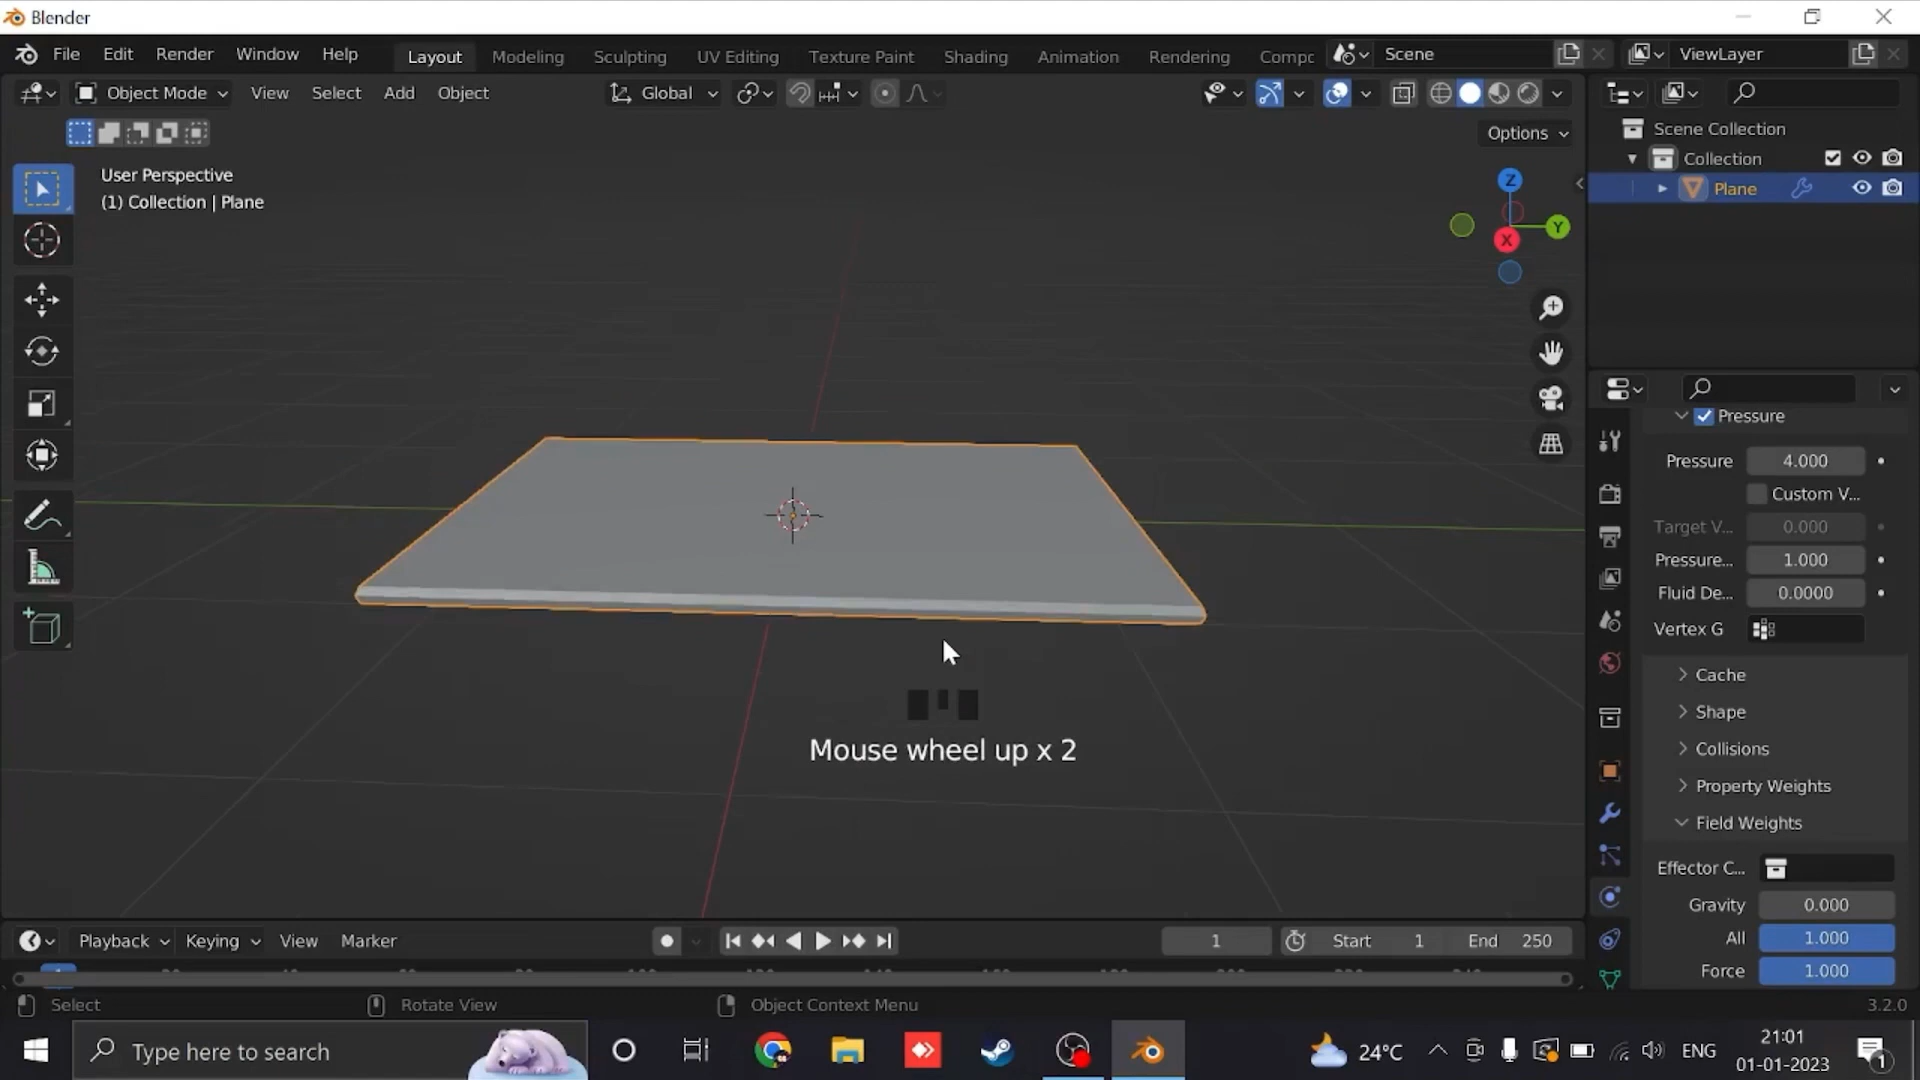 Blender
File Edit Render Window Help Layout Modeling Sculpting UV Editing Texture Paint Shading Animation Rendering Compc Scene ViewLayer
Object Mode View Select Add Object Global
Options
User Perspective
(1) Collection | Plane
Z
Y
X
Scene Collection
Collection
Plane
Pressure
Pressure 4.000
Custom V...
Target V... 0.000
Pressure... 1.000
Fluid De... 0.0000
Vertex G
Cache
Shape
Collisions
Property Weights
Field Weights
Effector C...
Gravity 0.000
All 1.000
Force 1.000
Mouse wheel up x 2
Playback Keying View Marker 1 Start 1 End 250
Select Rotate View Object Context Menu 3.2.0
Type here to search 24°C ENG 21:01
01-01-2023
1